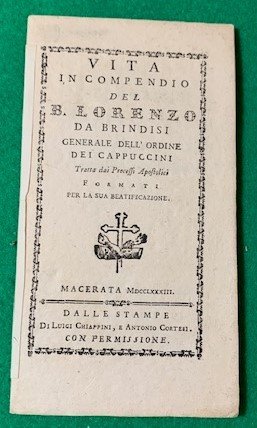 VITA
IN COMPENDIO
DEL
B. LORENZO
DA BRINDISI
GENERALE DELL' ORDINE
DEI CAPPUCCINI
Tratta dai Processi Apostolici
FORMATI
PER LA SUA BEATIFICAZIONE.
MACERATA MDCCLXXXIII.
DALLE STAMPE
DI LUIGI CHIAPPINI, E ANTONIO CORTESI.
CON PERMISSIONE.